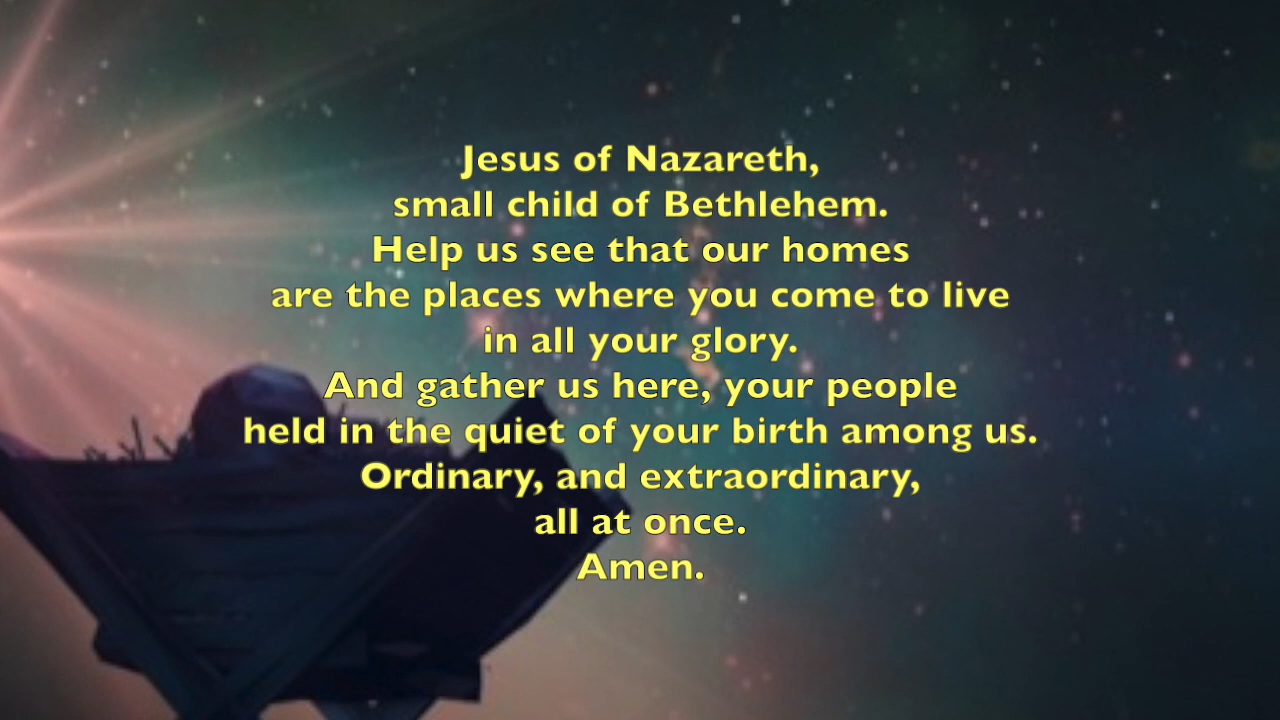 Jesus of Nazareth,
small child of Bethlehem.
Help us see that our homes
are the places where you come to live
in all your glory.
And gather us here, your people
held in the quiet of your birth among us.
Ordinary, and extraordinary,
all at once.
Amen.